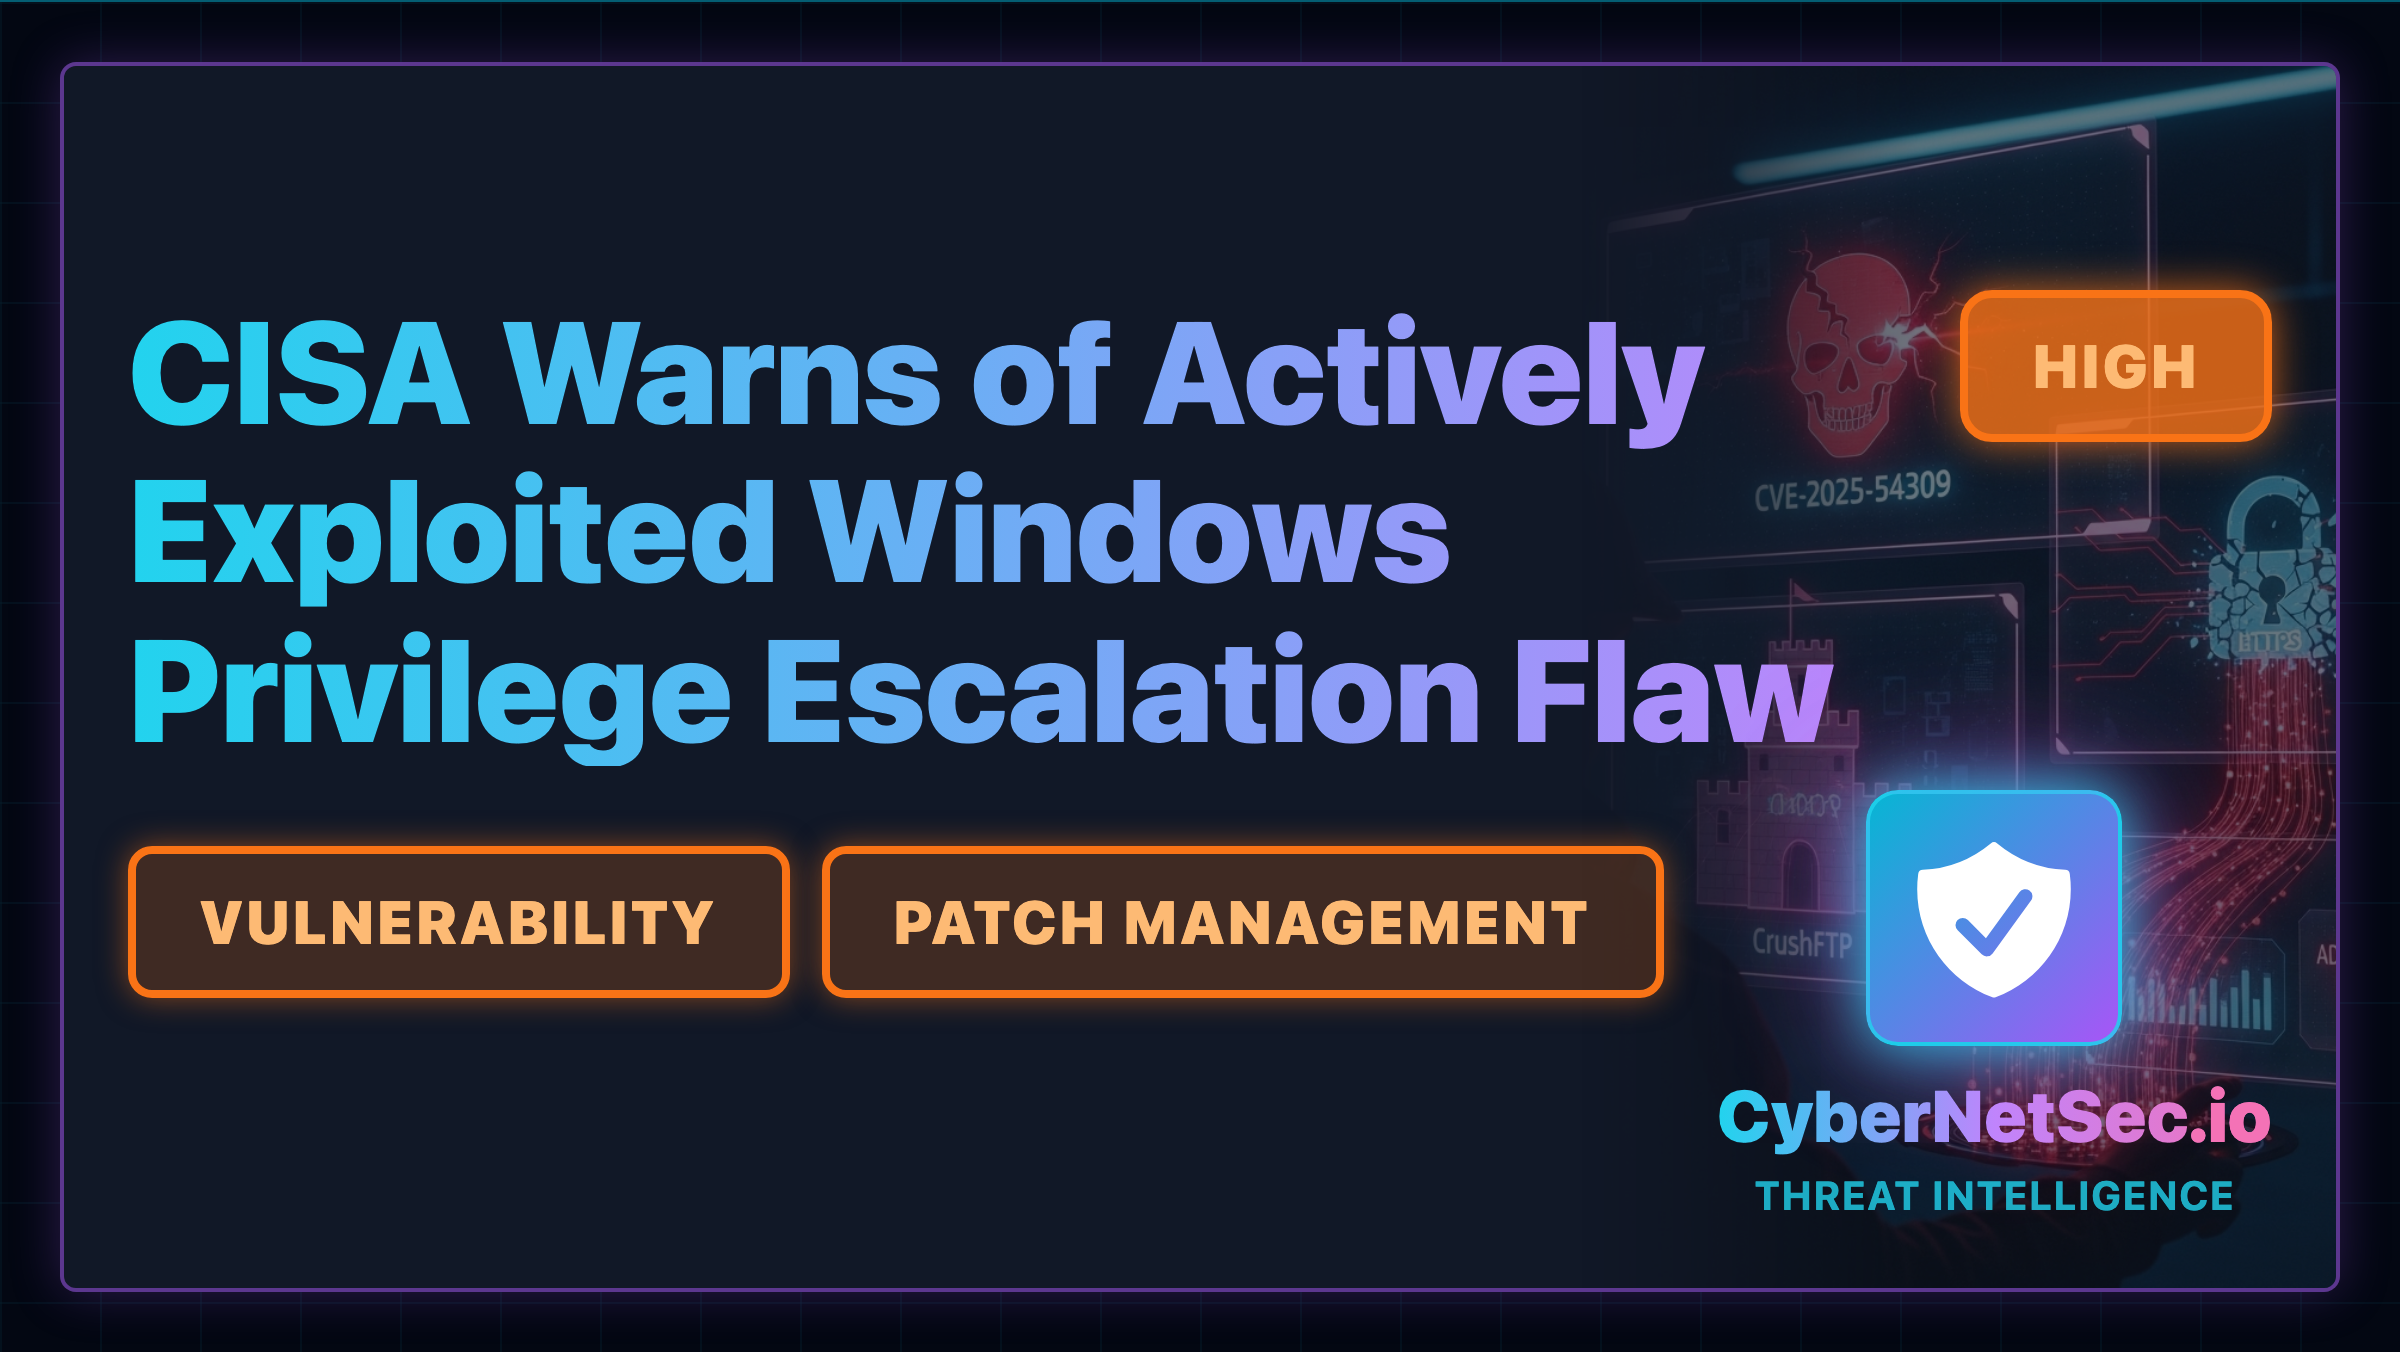 CISA Warns of Actively
Exploited Windows
Privilege Escalation Flaw
HIGH
CVE-2025-54309
HTTPS
VULNERABILITY
PATCH MANAGEMENT
CrushFTP
AD
CyberNetSec.io
THREAT INTELLIGENCE